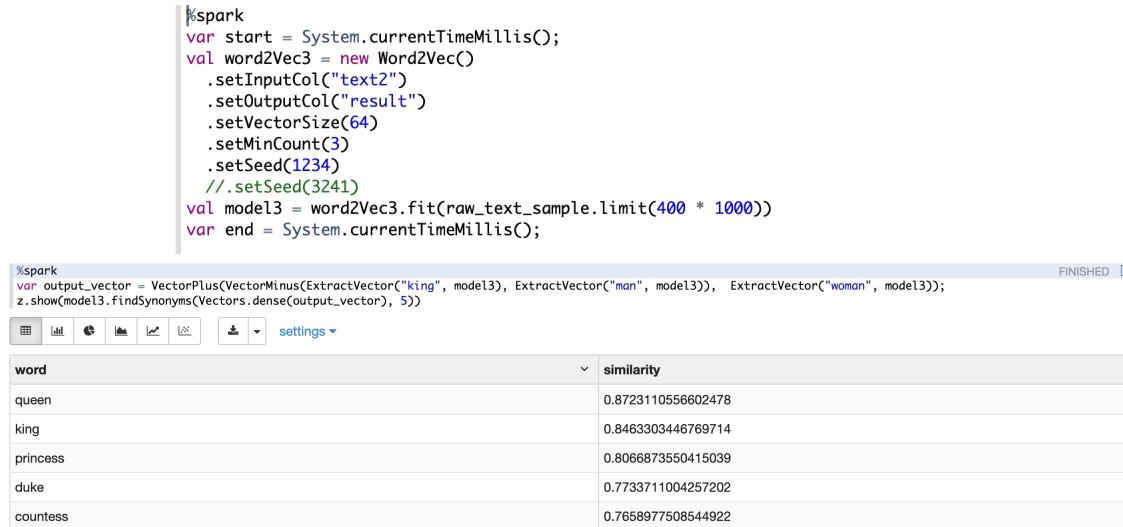 %spark
var start = System.currentTimeMillis();
val word2Vec3 = new Word2Vec()
  .setInputCol("text2")
  .setOutputCol("result")
  .setVectorSize(64)
  .setMinCount(3)
  .setSeed(1234)
  //.setSeed(3241)
val model3 = word2Vec3.fit(raw_text_sample.limit(400 * 1000))
var end = System.currentTimeMillis();
%spark FINISHED
var output_vector = VectorPlus(VectorMinus(ExtractVector("king", model3), ExtractVector("man", model3)),  ExtractVector("woman", model3));
z.show(model3.findSynonyms(Vectors.dense(output_vector), 5))
settings
word similarity
queen 0.8723110556602478
king 0.8463303446769714
princess 0.8066873550415039
duke 0.7733711004257202
countess 0.7658977508544922